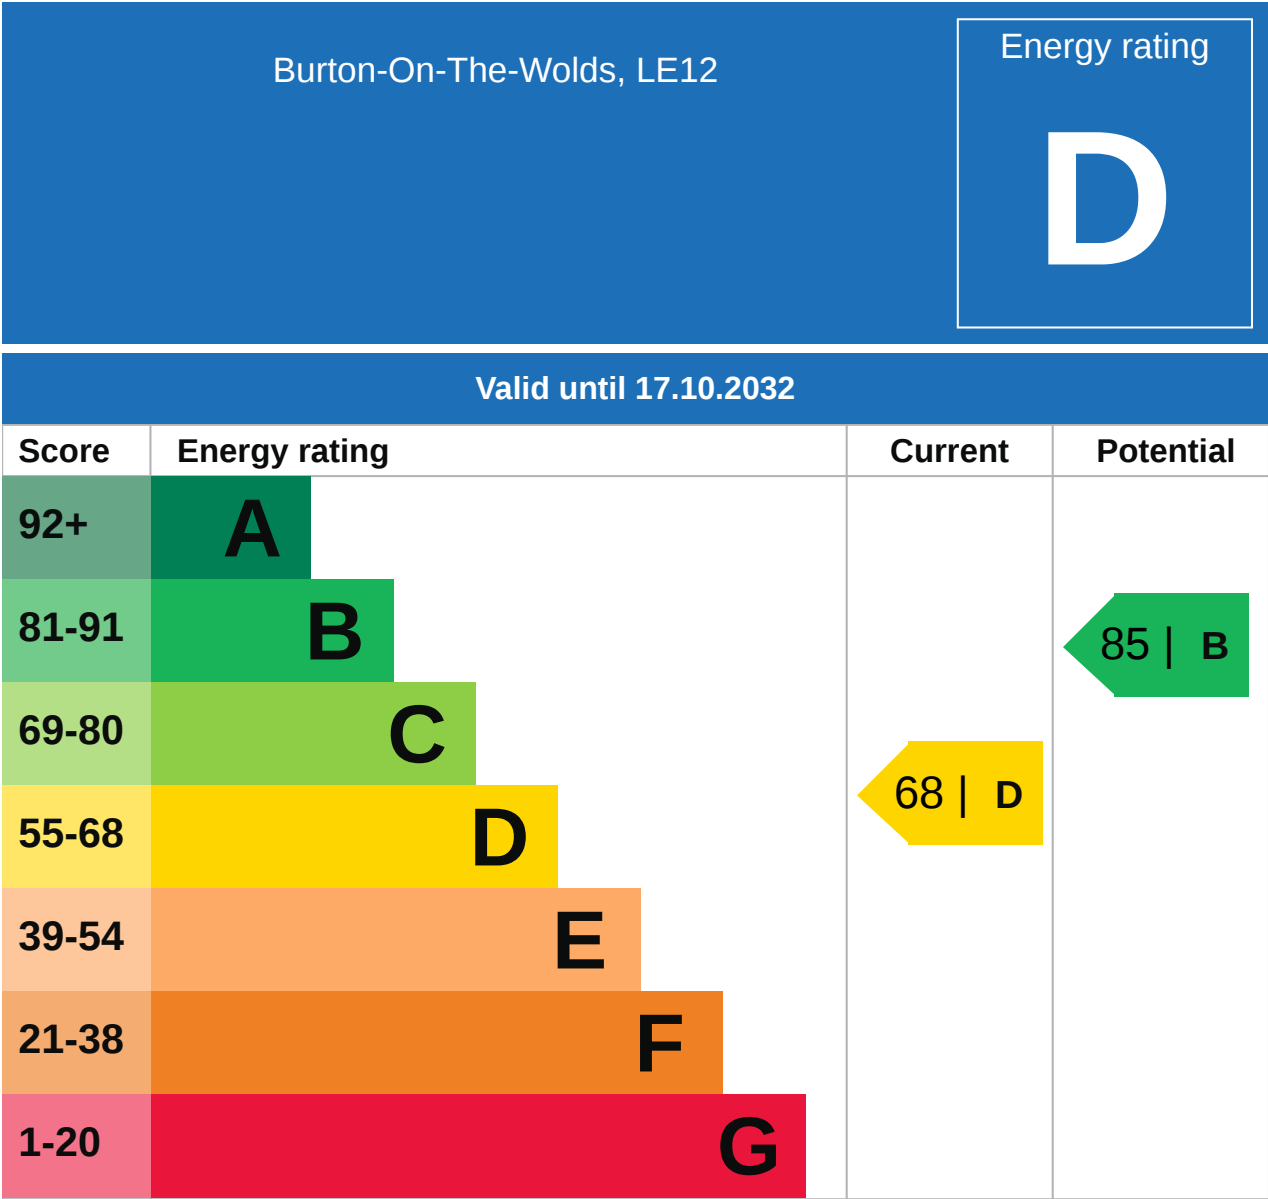 Burton-On-The-Wolds, LE12
Energy rating
D
Valid until 17.10.2032
Score Energy rating Current Potential
92+ A
81-91 B
85 | B
69-80 C
68 | D
55-68 D
39-54 E
21-38 F
1-20 G